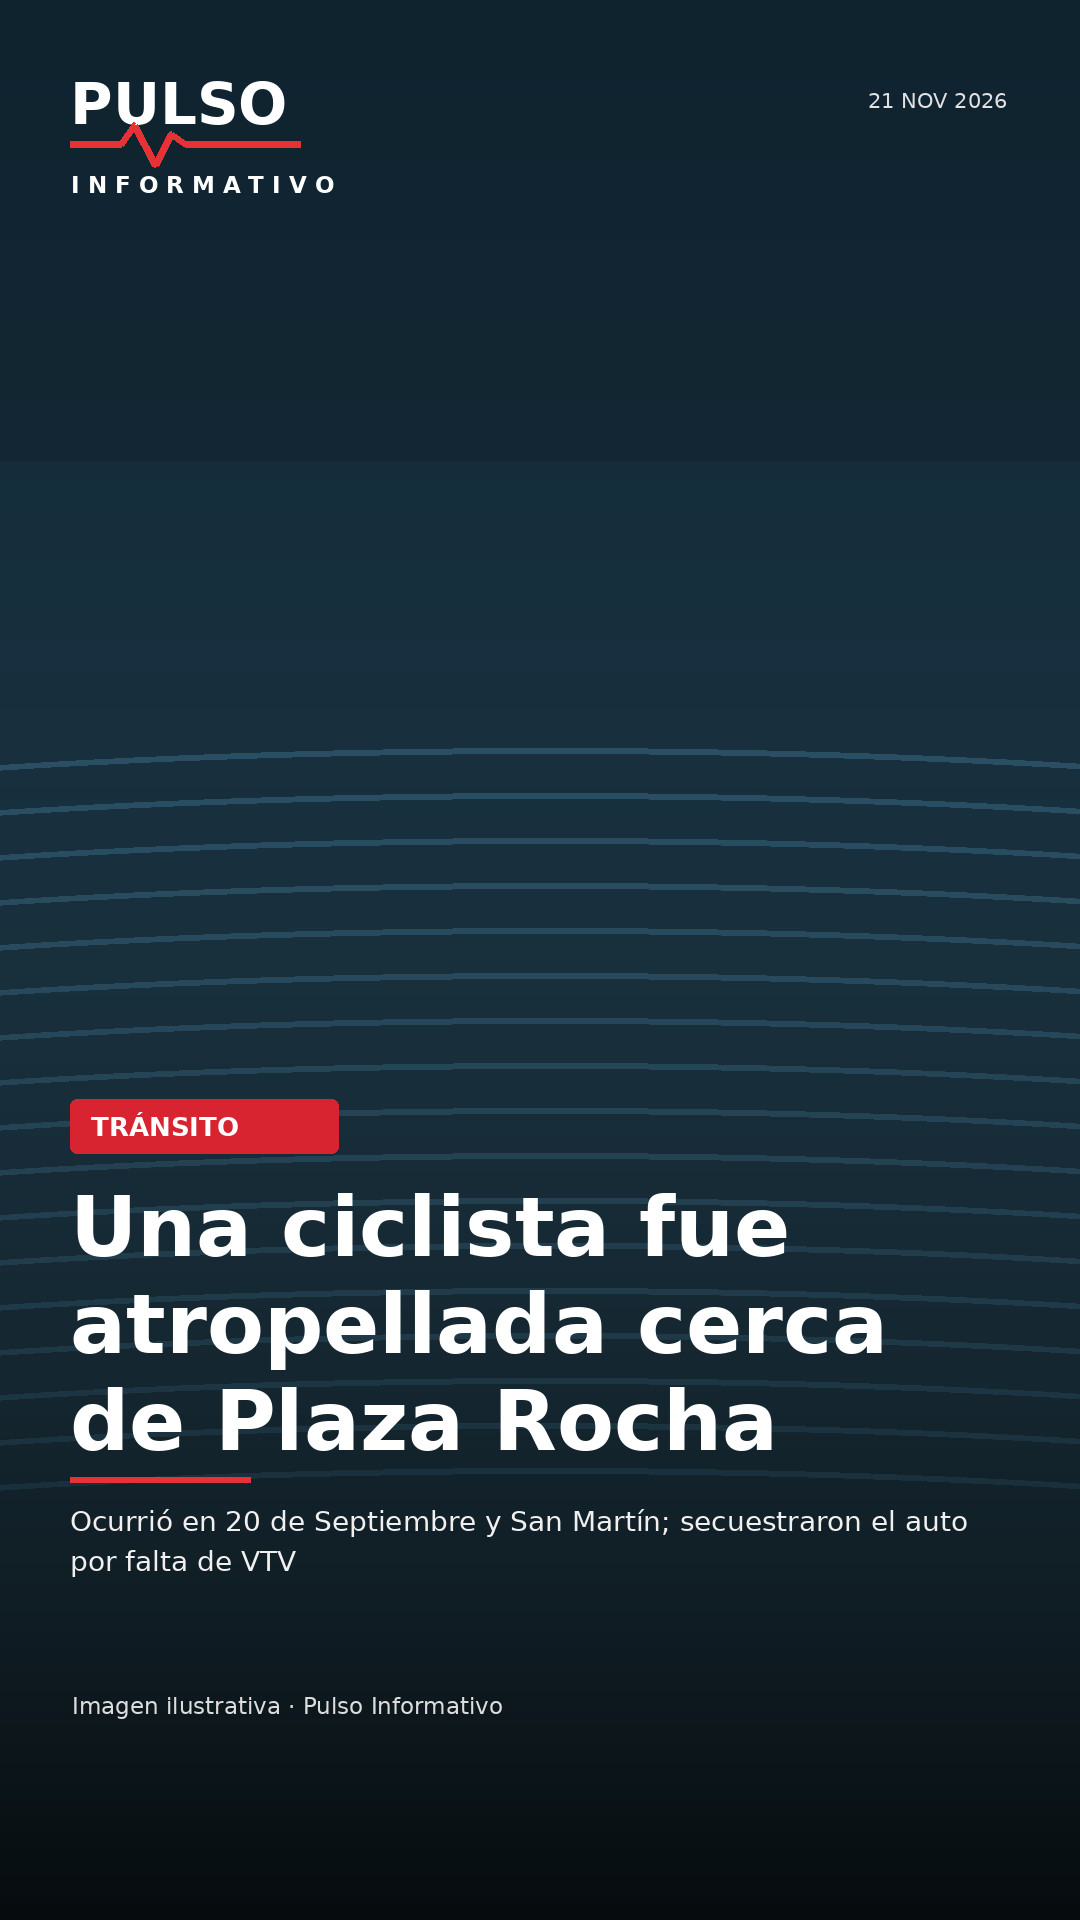 PULSO
INFORMATIVO
21 NOV 2026
TRÁNSITO
Una ciclista fue
atropellada cerca
de Plaza Rocha
Ocurrió en 20 de Septiembre y San Martín; secuestraron el auto
por falta de VTV
Imagen ilustrativa · Pulso Informativo